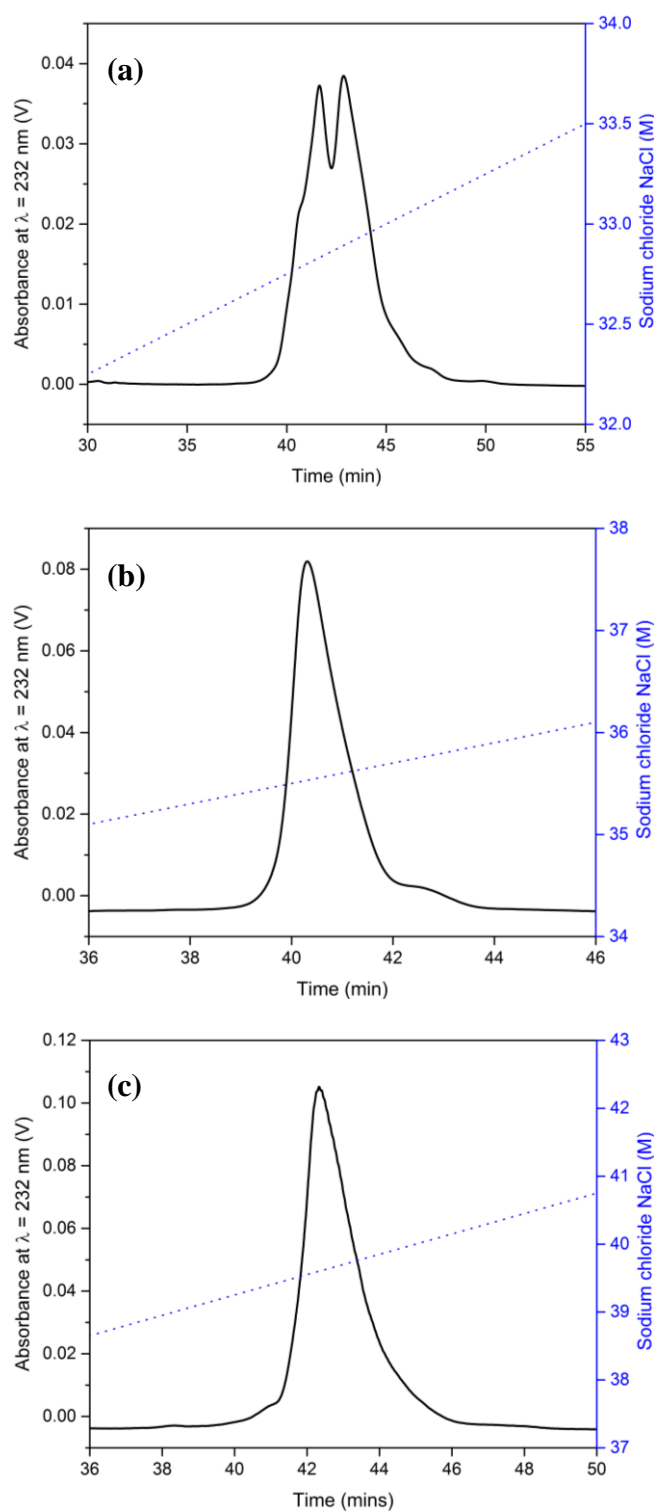 (a)
Absorbance at λ = 232 nm (V)
0.04
0.03
0.02
0.01
0.00
30 35 40 45 50 55
Time (min)
34.0
33.5
33.0
32.5
32.0
Sodium chloride NaCl (M)
(b)
Absorbance at λ = 232 nm (V)
0.08
0.06
0.04
0.02
0.00
36 38 40 42 44 46
Time (min)
38
37
36
35
34
Sodium chloride NaCl (M)
(c)
Absorbance at λ = 232 nm (V)
0.12
0.10
0.08
0.06
0.04
0.02
0.00
36 38 40 42 44 46 48 50
Time (mins)
43
42
41
40
39
38
37
Sodium chloride NaCl (M)